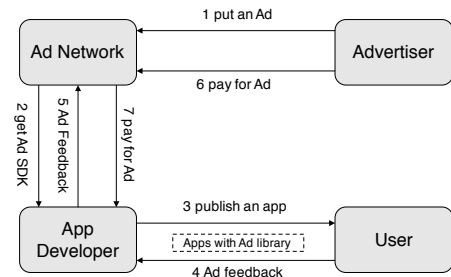 1 put an Ad
Ad Network
Advertiser
6 pay for Ad
2 get Ad SDK
5 Ad Feedback
7 pay for Ad
3 publish an app
App
Developer
Apps with Ad library
User
4 Ad feedback